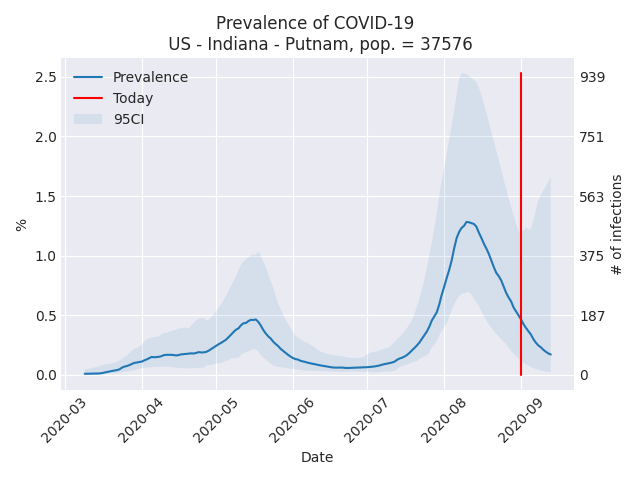 Prevalence of COVID-19
US - Indiana - Putnam, pop. = 37576
Prevalence
Today
95CI
2.5
2.0
1.5
1.0
0.5
0.0
%
939
751
563
375
187
0
# of infections
2020-03
2020-04
2020-05
2020-06
2020-07
2020-08
2020-09
Date